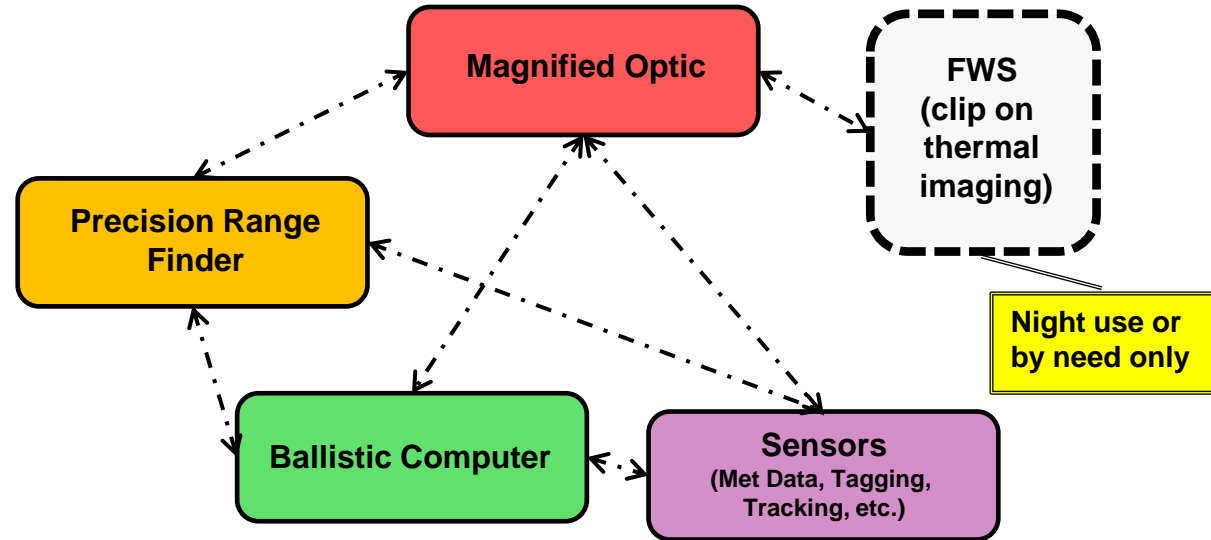 Magnified Optic
FWS
(clip on
thermal
imaging)
Precision Range
Finder
Night use or
by need only
Ballistic Computer
Sensors
(Met Data, Tagging,
Tracking, etc.)